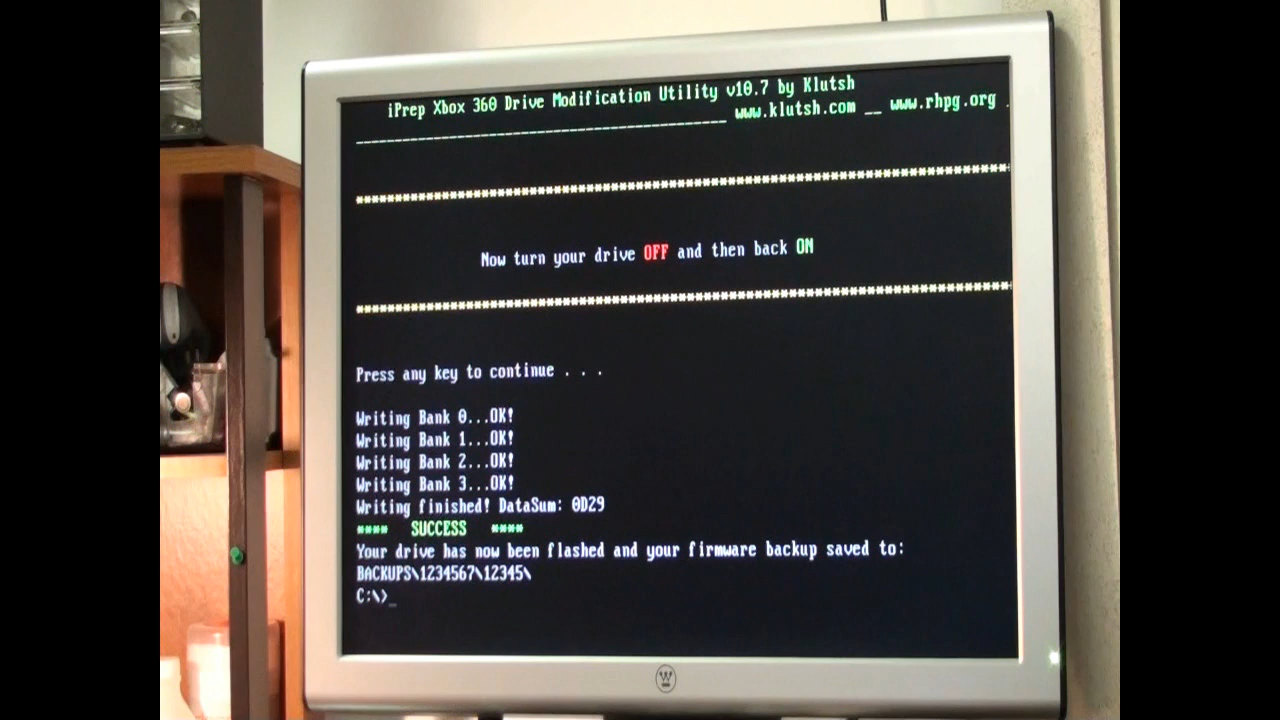 iPrep Xbox 360 Drive Modification Utility v10.7 by Klutsh
________________________________________________ www.klutsh.com __ www.rhpg.org _
***********************************************************************************
Now turn your drive OFF and then back ON
***********************************************************************************
Press any key to continue . . .
Writing Bank 0...OK!
Writing Bank 1...OK!
Writing Bank 2...OK!
Writing Bank 3...OK!
Writing finished! DataSum: 0D29
**** SUCCESS ****
Your drive has now been flashed and your firmware backup saved to:
BACKUPS\1234567\12345\
C:\>_
W